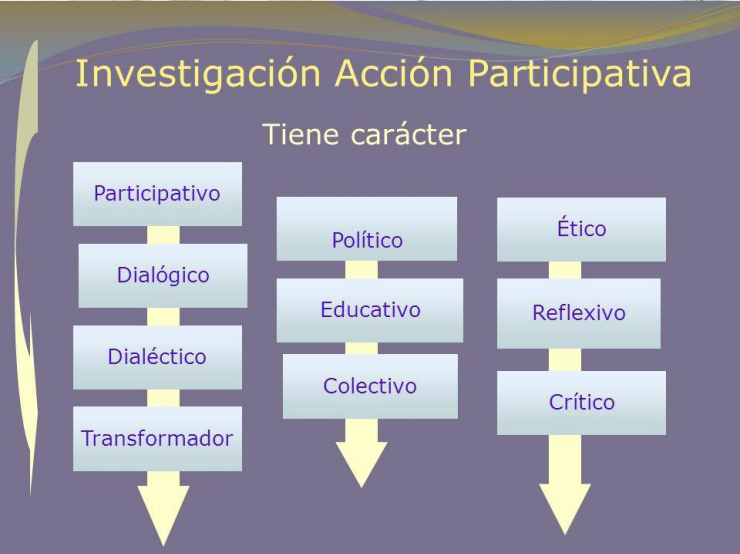 Investigación Acción Participativa
Tiene carácter
Participativo
Dialógico
Dialéctico
Transformador
Político
Educativo
Colectivo
Ético
Reflexivo
Crítico